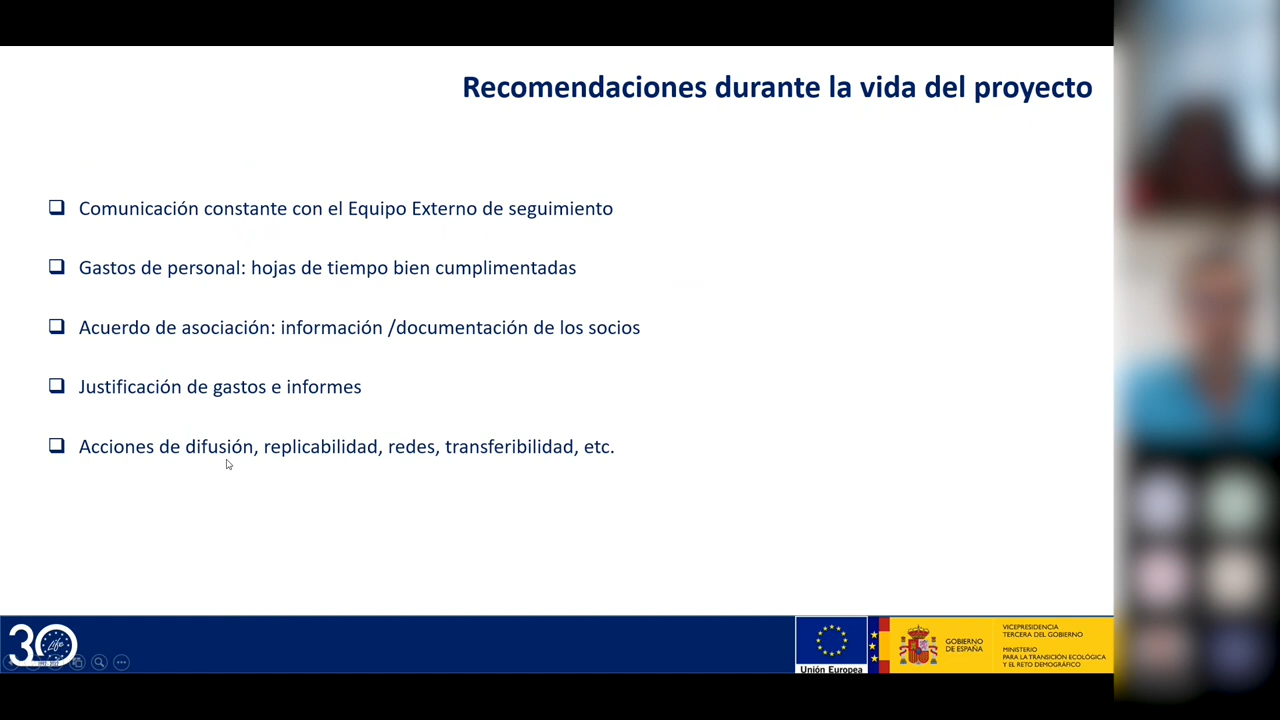 Recomendaciones durante la vida del proyecto
Comunicación constante con el Equipo Externo de seguimiento
Gastos de personal: hojas de tiempo bien cumplimentadas
Acuerdo de asociación: información /documentación de los socios
Justificación de gastos e informes
Acciones de difusión, replicabilidad, redes, transferibilidad, etc.
30
Life
Unión Europea
GOBIERNO
DE ESPAÑA
VICEPRESIDENCIA
TERCERA DEL GOBIERNO
MINISTERIO
PARA LA TRANSICIÓN ECOLÓGICA
Y EL RETO DEMOGRÁFICO